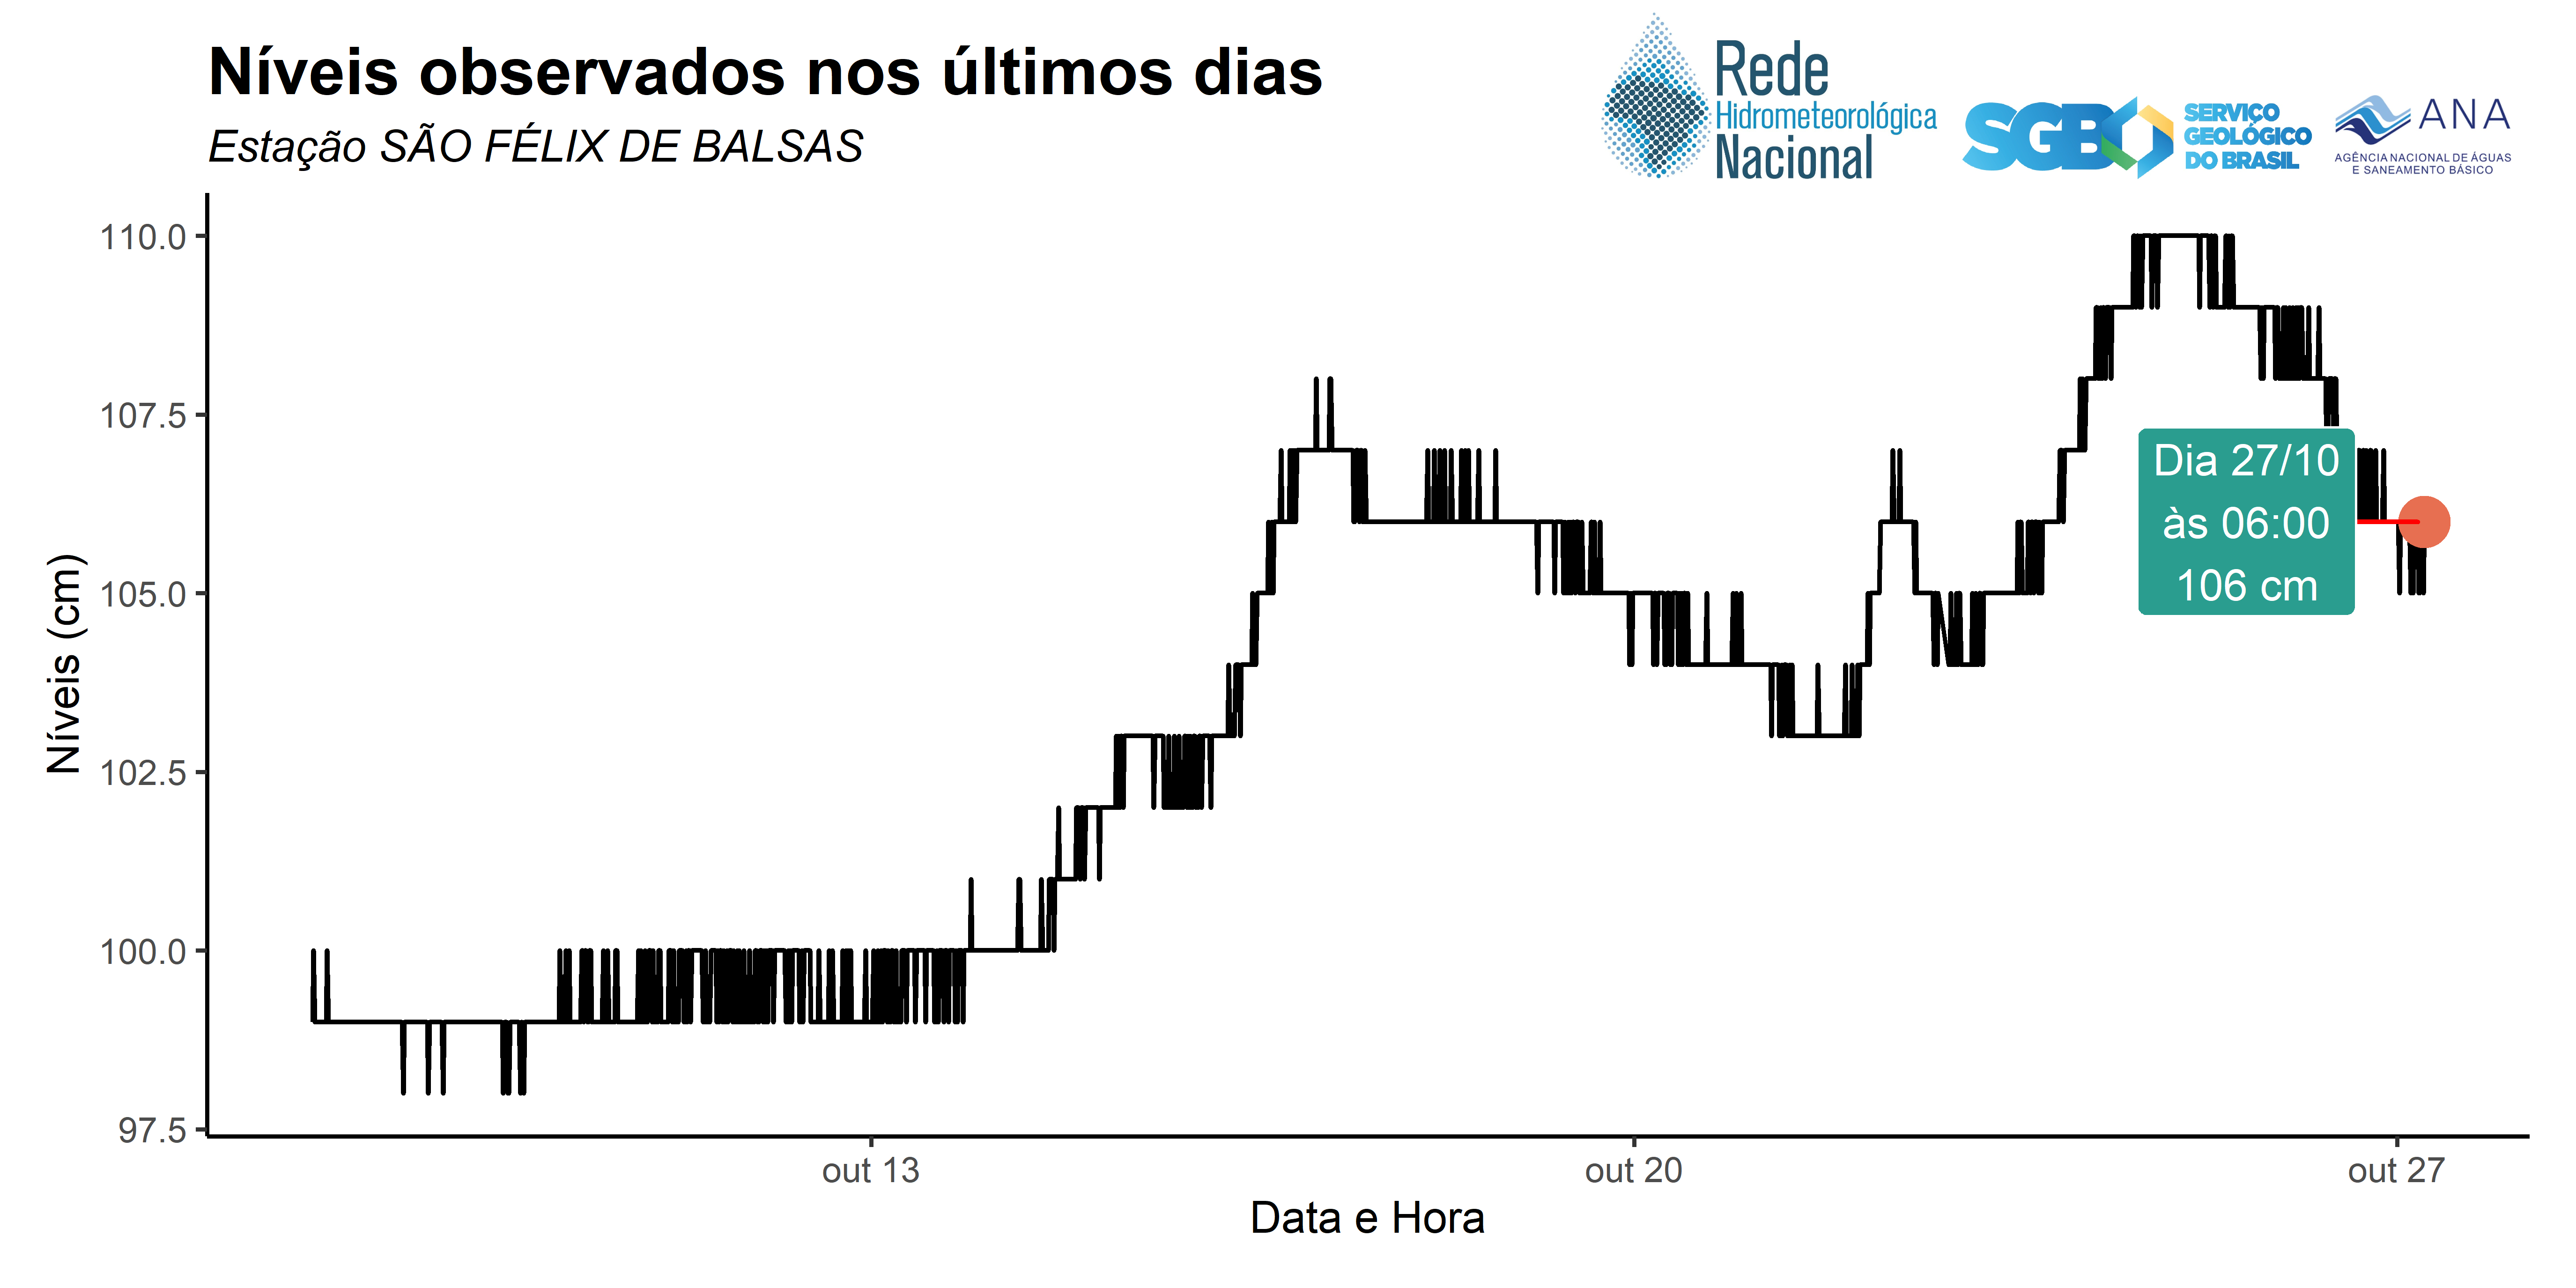 Níveis observados nos últimos dias
Estação SÃO FÉLIX DE BALSAS
Rede
Hidrometeorológica
Nacional
SGB
SERVIÇO
GEOLÓGICO
DO BRASIL
ANA
AGÊNCIA NACIONAL DE ÁGUAS
E SANEAMENTO BÁSICO
Níveis (cm)
110.0
107.5
105.0
102.5
100.0
97.5
Dia 27/10
às 06:00
106 cm
out 13
out 20
out 27
Data e Hora